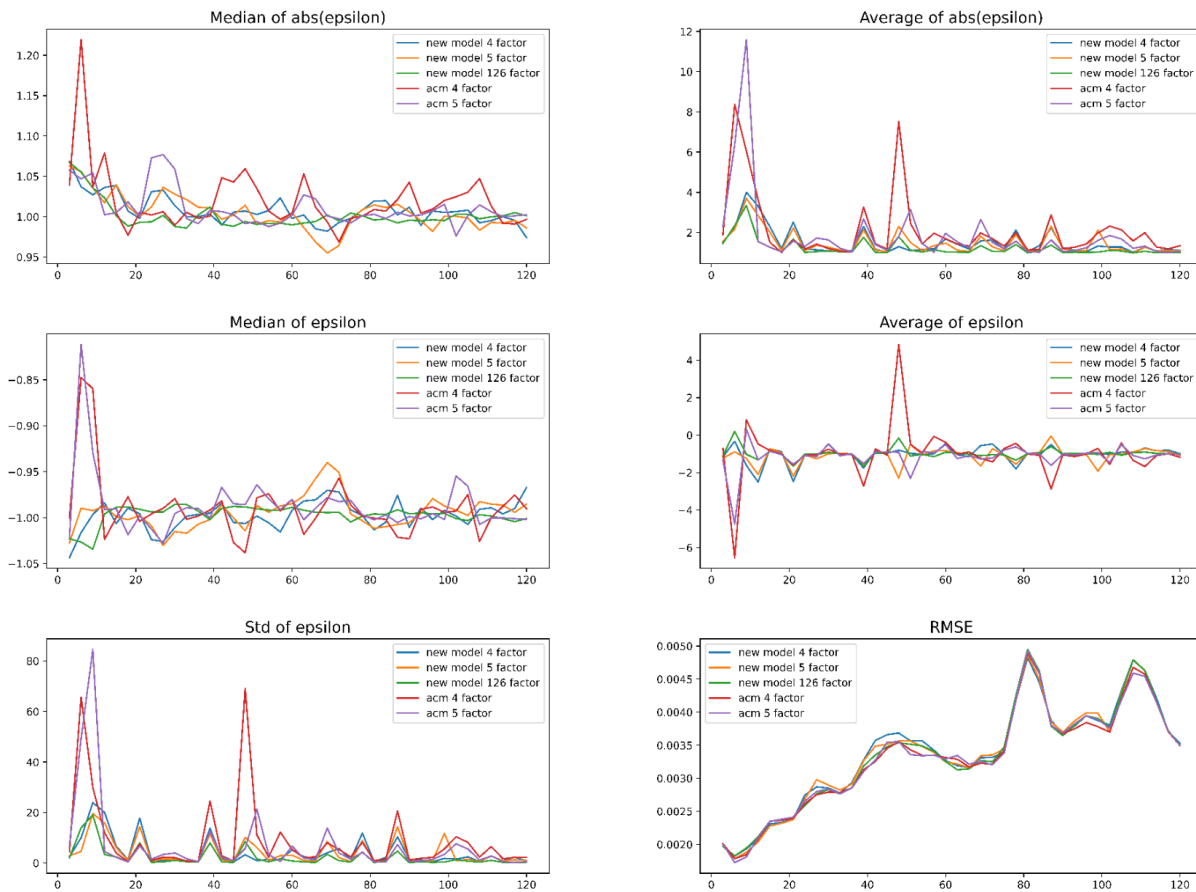 Median of abs(epsilon)
1.20
1.15
1.10
1.05
1.00
0.95
0
20
40
60
80
100
120
new model 4 factor
new model 5 factor
new model 126 factor
acm 4 factor
acm 5 factor
Average of abs(epsilon)
12
10
8
6
4
2
0
20
40
60
80
100
120
new model 4 factor
new model 5 factor
new model 126 factor
acm 4 factor
acm 5 factor
Median of epsilon
−0.85
−0.90
−0.95
−1.00
−1.05
0
20
40
60
80
100
120
new model 4 factor
new model 5 factor
new model 126 factor
acm 4 factor
acm 5 factor
Average of epsilon
4
2
0
−2
−4
−6
0
20
40
60
80
100
120
new model 4 factor
new model 5 factor
new model 126 factor
acm 4 factor
acm 5 factor
Std of epsilon
80
60
40
20
0
0
20
40
60
80
100
120
new model 4 factor
new model 5 factor
new model 126 factor
acm 4 factor
acm 5 factor
RMSE
0.0050
0.0045
0.0040
0.0035
0.0030
0.0025
0.0020
0
20
40
60
80
100
120
new model 4 factor
new model 5 factor
new model 126 factor
acm 4 factor
acm 5 factor